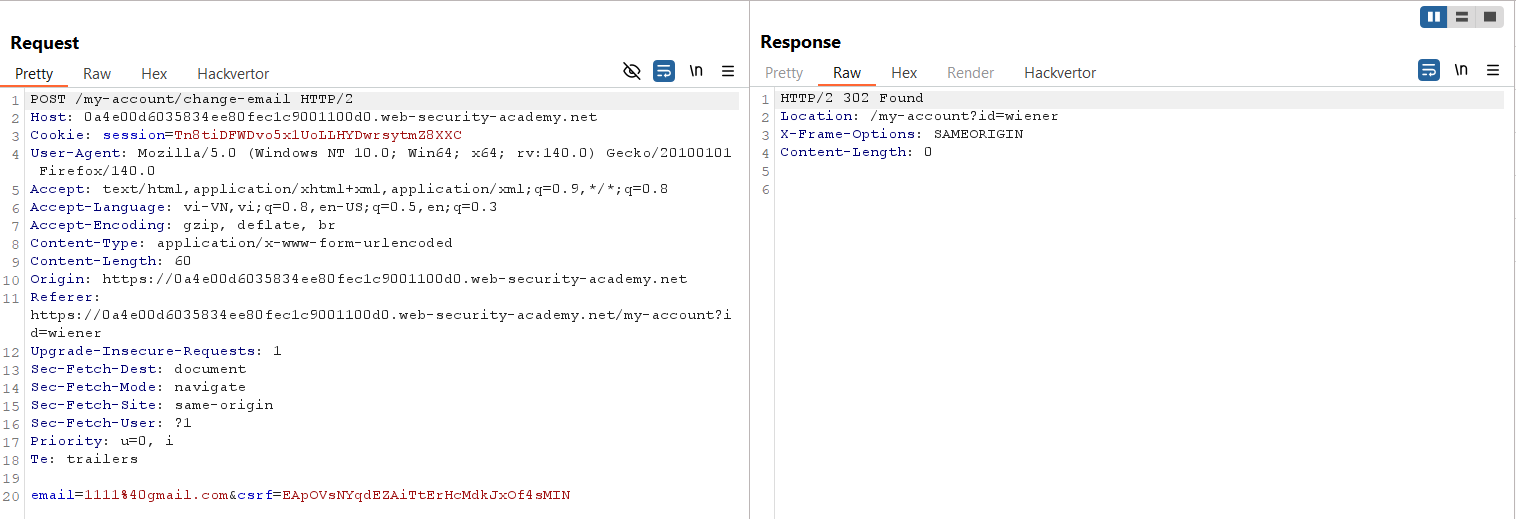 Request
Pretty Raw Hex Hackvertor \n
1 POST /my-account/change-email HTTP/2
2 Host: 0a4e00d6035834ee80fec1c9001100d0.web-security-academy.net
3 Cookie: session=Tn8tiDFWDvo5xlUoLLHYDwrsytmZ8XXC
4 User-Agent: Mozilla/5.0 (Windows NT 10.0; Win64; x64; rv:140.0) Gecko/20100101
Firefox/140.0
5 Accept: text/html,application/xhtml+xml,application/xml;q=0.9,*/*;q=0.8
6 Accept-Language: vi-VN,vi;q=0.8,en-US;q=0.5,en;q=0.3
7 Accept-Encoding: gzip, deflate, br
8 Content-Type: application/x-www-form-urlencoded
9 Content-Length: 60
10 Origin: https://0a4e00d6035834ee80fec1c9001100d0.web-security-academy.net
11 Referer:
https://0a4e00d6035834ee80fec1c9001100d0.web-security-academy.net/my-account?i
d=wiener
12 Upgrade-Insecure-Requests: 1
13 Sec-Fetch-Dest: document
14 Sec-Fetch-Mode: navigate
15 Sec-Fetch-Site: same-origin
16 Sec-Fetch-User: ?1
17 Priority: u=0, i
18 Te: trailers
19
20 email=1111%40gmail.com&csrf=EApOVsNYqdEZAiTtErHcMdkJxOf4sMIN
Response
Pretty Raw Hex Render Hackvertor \n
1 HTTP/2 302 Found
2 Location: /my-account?id=wiener
3 X-Frame-Options: SAMEORIGIN
4 Content-Length: 0
5
6